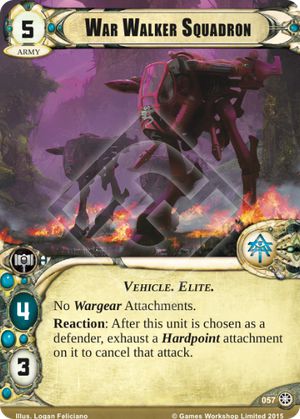 5
ARMY
WAR WALKER SQUADRON
VEHICLE. ELITE.
4
No Wargear Attachments.
Reaction: After this unit is chosen as a
defender, exhaust a Hardpoint attachment
on it to cancel that attack.
3
057
Illus. Logan Feliciano
© Games Workshop Limited 2015